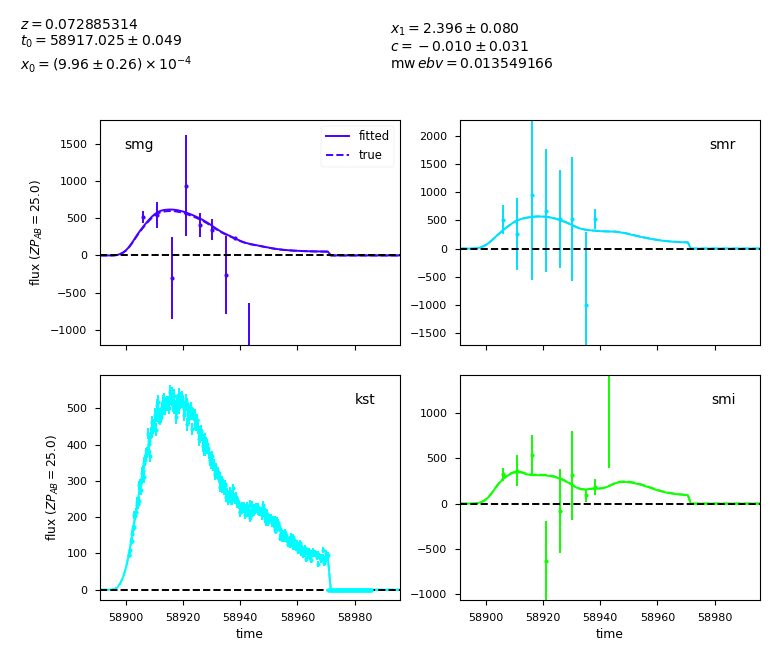 z = 0.072885314
t₀ = 58917.025 ± 0.049
x₀ = (9.96 ± 0.26) × 10⁻⁴
x₁ = 2.396 ± 0.080
c = −0.010 ± 0.031
mw ebv = 0.013549166
smg
fitted
true
1500
1000
500
0
−500
−1000
flux (ZP_AB = 25.0)
smr
2000
1500
1000
500
0
−500
−1000
−1500
kst
500
400
300
200
100
0
flux (ZP_AB = 25.0)
58900 58920 58940 58960 58980
time
smi
1000
500
0
−500
−1000
58900 58920 58940 58960 58980
time